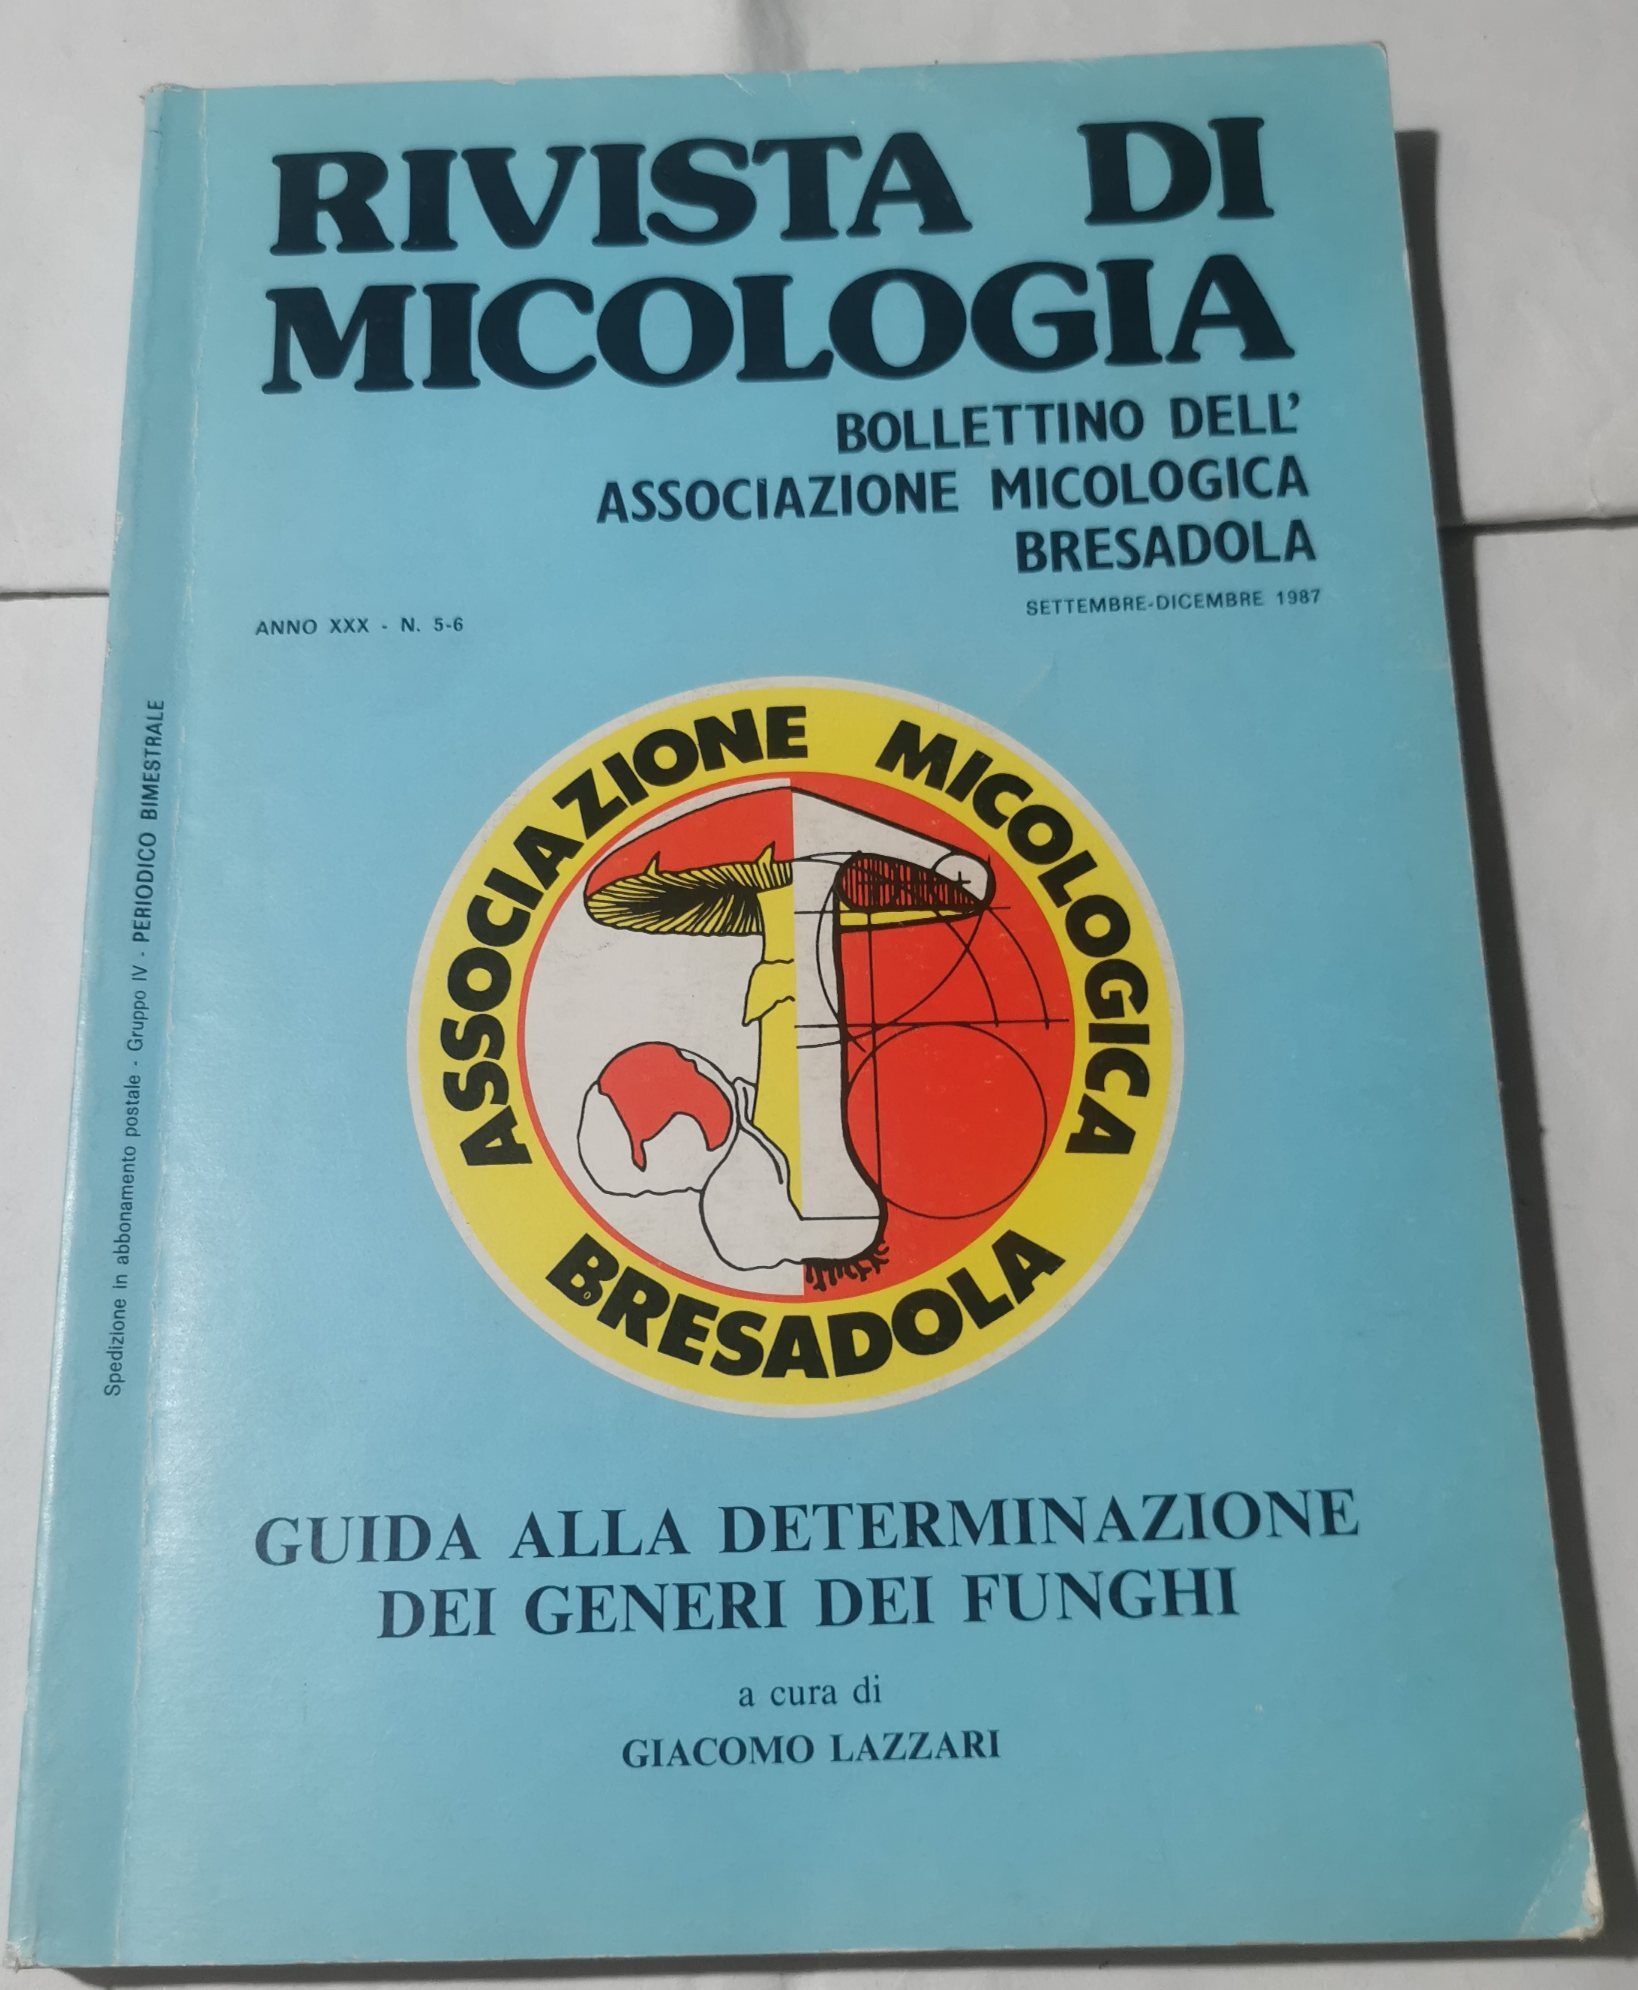 RIVISTA DI
MICOLOGIA
BOLLETTINO DELL'
ASSOCIAZIONE MICOLOGICA
BRESADOLA
ANNO XXX - N. 5-6
SETTEMBRE-DICEMBRE 1987
Spedizione in abbonamento postale - Gruppo IV - PERIODICO BIMESTRALE
ASSOCIAZIONE MICOLOGICA
BRESADOLA
GUIDA ALLA DETERMINAZIONE
DEI GENERI DEI FUNGHI
a cura di
GIACOMO LAZZARI